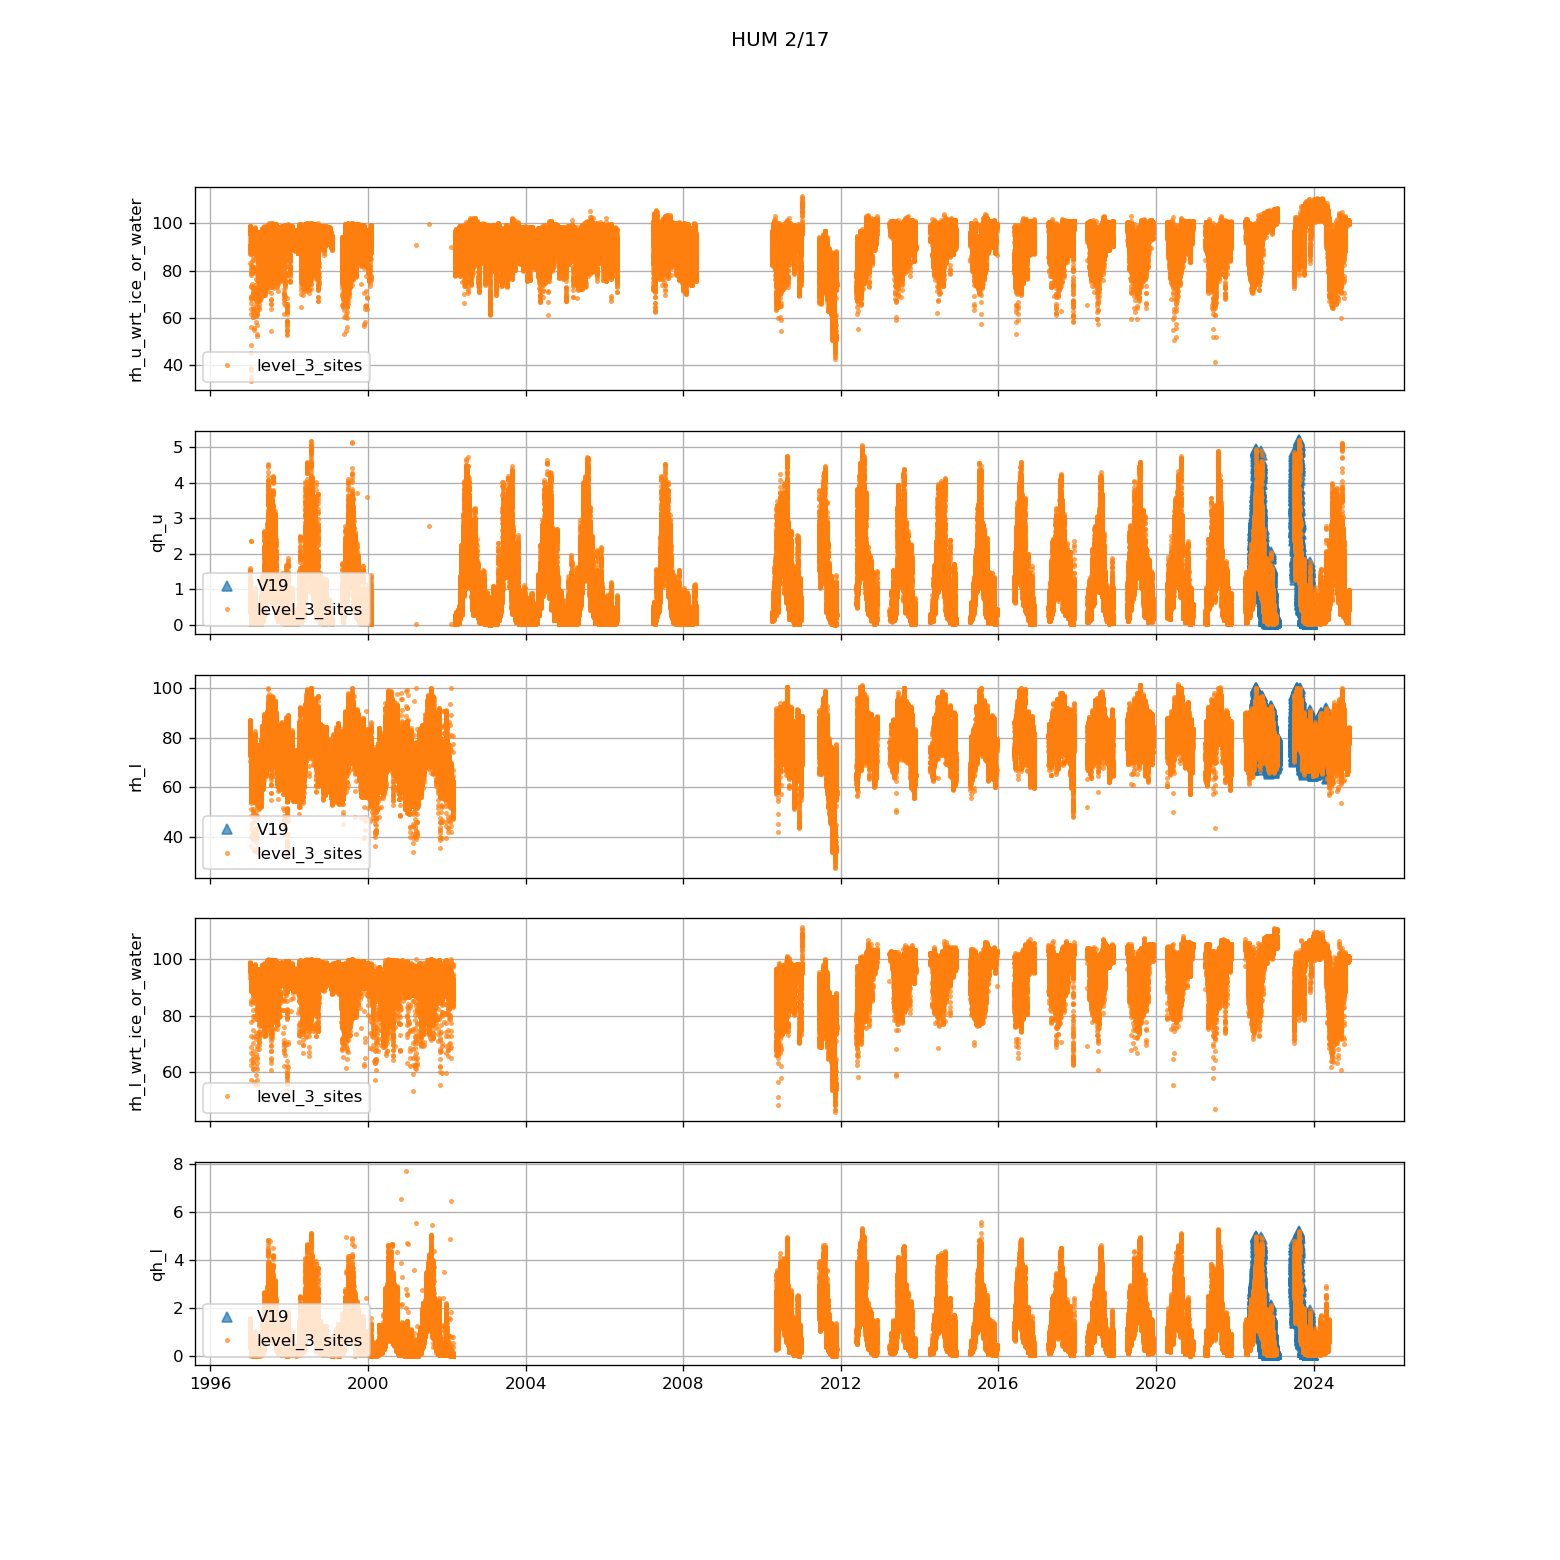 HUM 2/17
rh_u_wrt_ice_or_water
100
80
60
40
level_3_sites
qh_u
5
4
3
2
1
0
V19
level_3_sites
rh_l
100
80
60
40
V19
level_3_sites
rh_l_wrt_ice_or_water
100
80
60
level_3_sites
qh_l
8
6
4
2
0
V19
level_3_sites
1996 2000 2004 2008 2012 2016 2020 2024